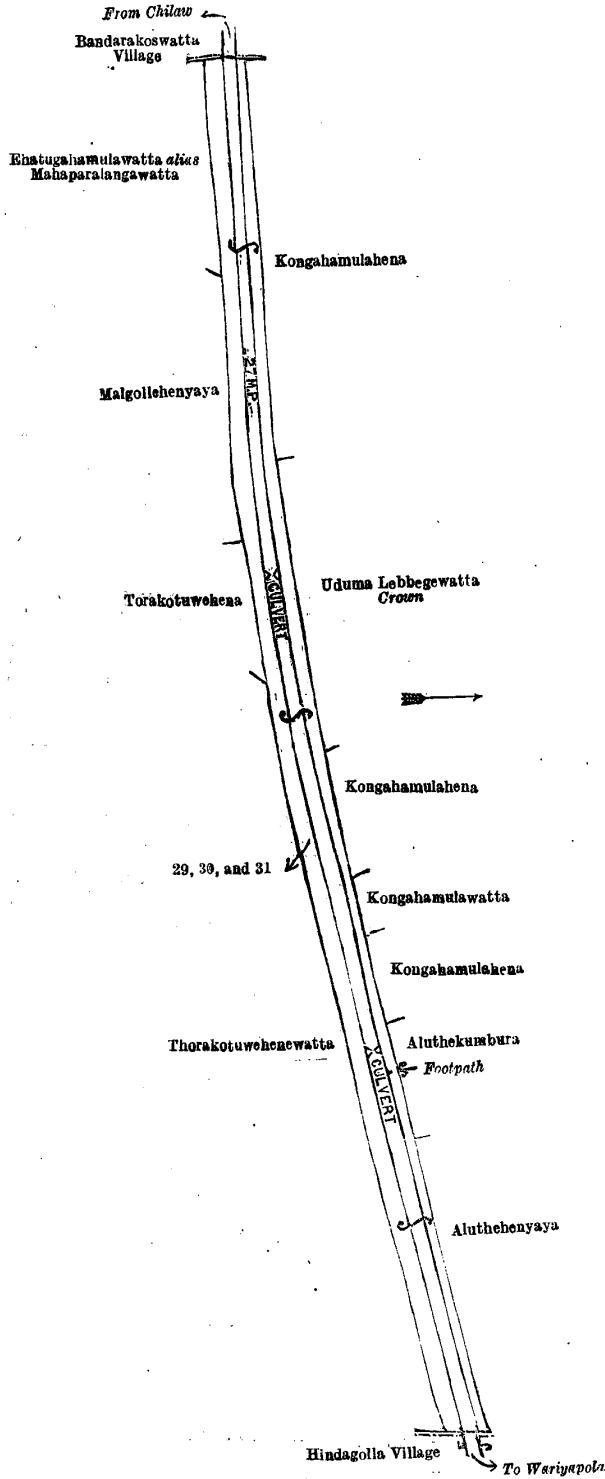 From Chilaw
Bandarakoswatta
Village
Ehatugahamulawatta alias
Mahaparalangawatta
Kongahamulahena
27 M.P.
Malgollehenyaya
Uduma Lebbegewatta
Crown
CULVERT
Torakotuwehena
Kongahamulahena
29, 30, and 31
Kongahamulawatta
Kongahamulahena
Thorakotuwehenewatta
Aluthekumbura
Footpath
CULVERT
Aluthehenyaya
Hindagolla Village
To Wariyapola